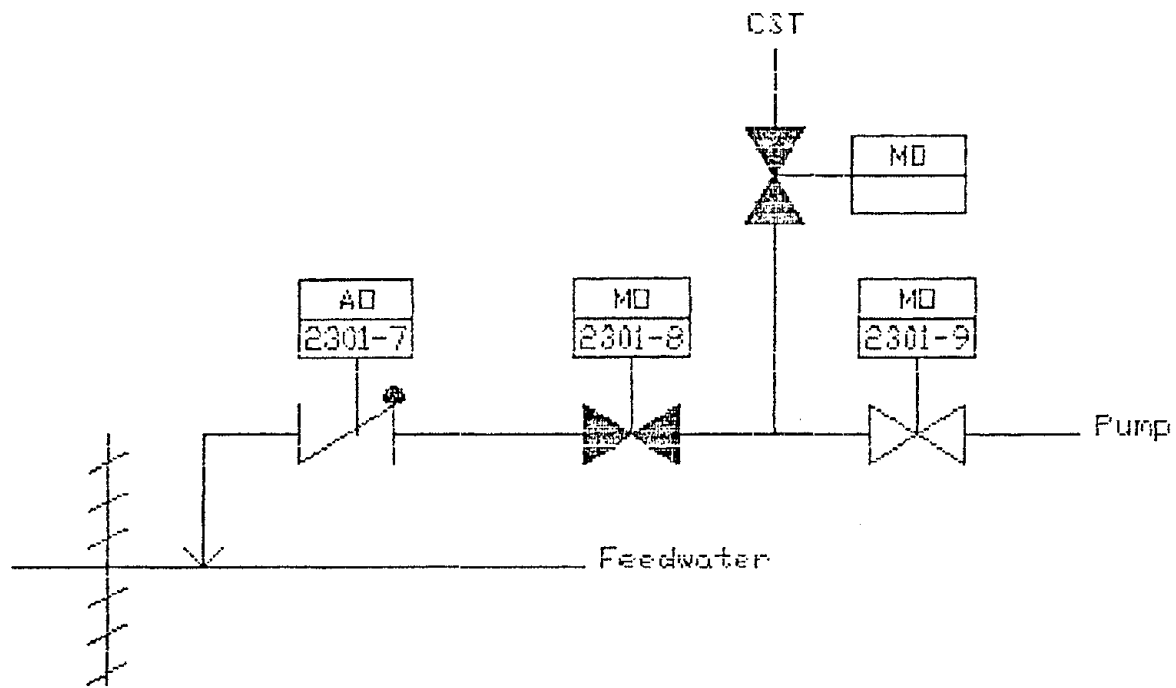 CST
MO
AO
2301-7
MO
2301-8
MO
2301-9
Pump
Feedwater